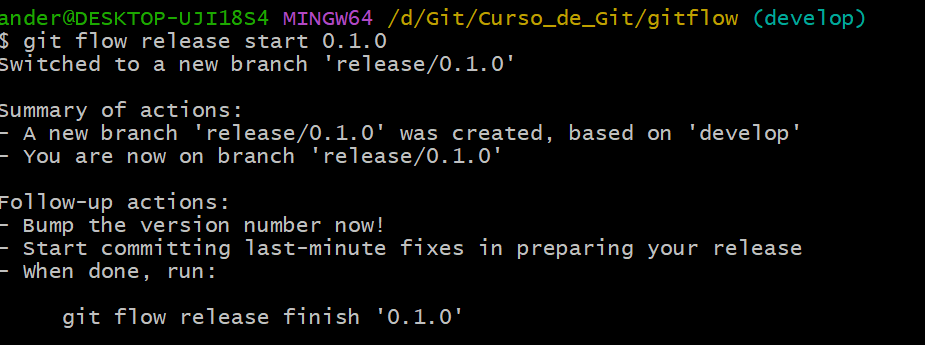 ander@DESKTOP-UJI18S4 MINGW64 /d/Git/Curso_de_Git/gitflow (develop)
$ git flow release start 0.1.0
Switched to a new branch 'release/0.1.0'

Summary of actions:
- A new branch 'release/0.1.0' was created, based on 'develop'
- You are now on branch 'release/0.1.0'

Follow-up actions:
- Bump the version number now!
- Start committing last-minute fixes in preparing your release
- When done, run:

     git flow release finish '0.1.0'